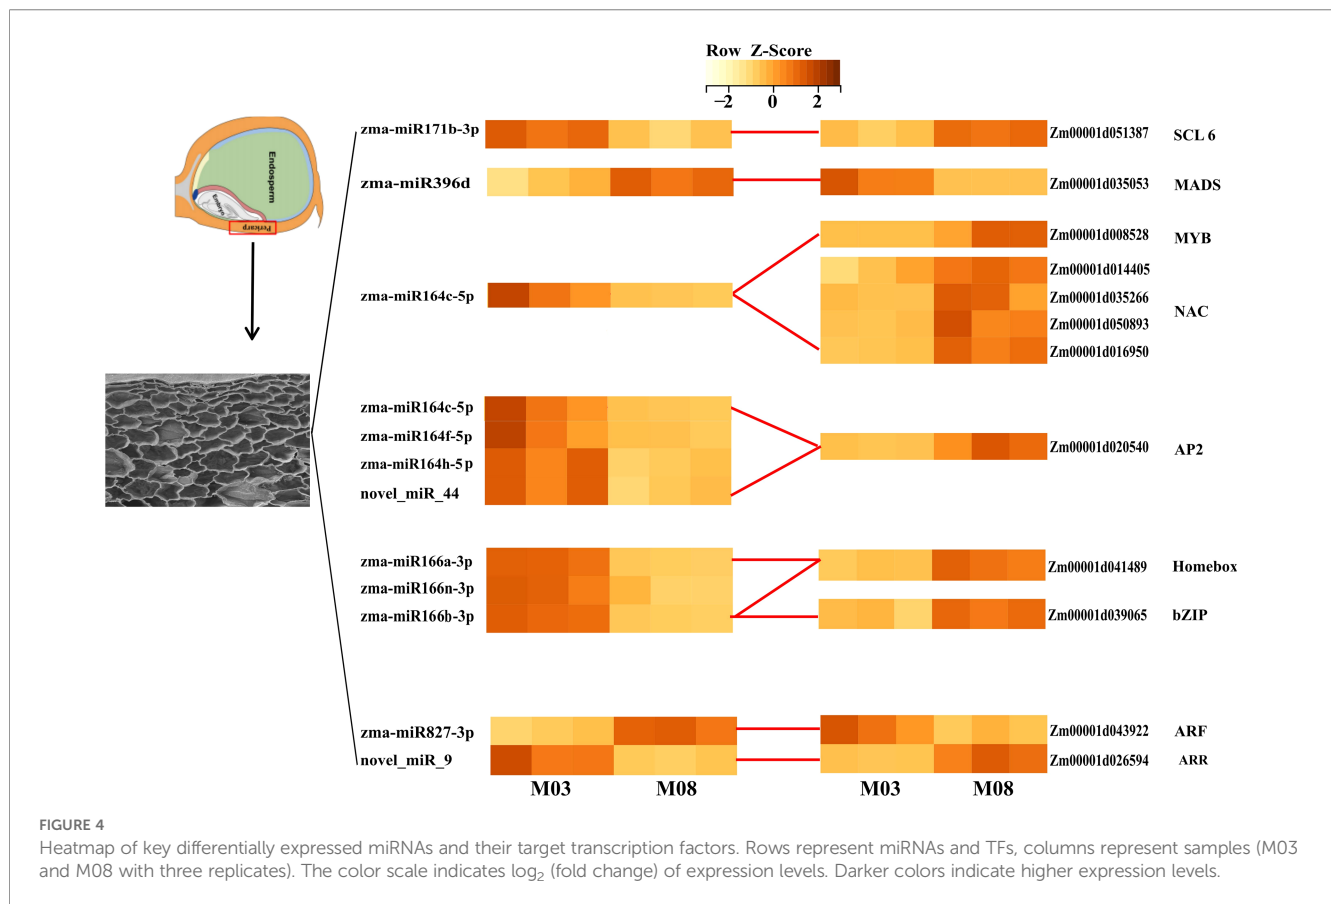 Row Z-Score
−2 0 2
zma-miR171b-3p
Zm00001d051387
SCL 6
zma-miR396d
Zm00001d035053
MADS
Endosperm
Embryo
Pericarp
zma-miR164c-5p
Zm00001d008528
MYB
Zm00001d014405
Zm00001d035266
Zm00001d050893
Zm00001d016950
NAC
zma-miR164c-5p
zma-miR164f-5p
zma-miR164h-5p
novel_miR_44
Zm00001d020540
AP2
zma-miR166a-3p
zma-miR166n-3p
zma-miR166b-3p
Zm00001d041489
Homebox
Zm00001d039065
bZIP
zma-miR827-3p
Zm00001d043922
ARF
novel_miR_9
Zm00001d026594
ARR
M03 M08 M03 M08
FIGURE 4
Heatmap of key differentially expressed miRNAs and their target transcription factors. Rows represent miRNAs and TFs, columns represent samples (M03
and M08 with three replicates). The color scale indicates log₂ (fold change) of expression levels. Darker colors indicate higher expression levels.